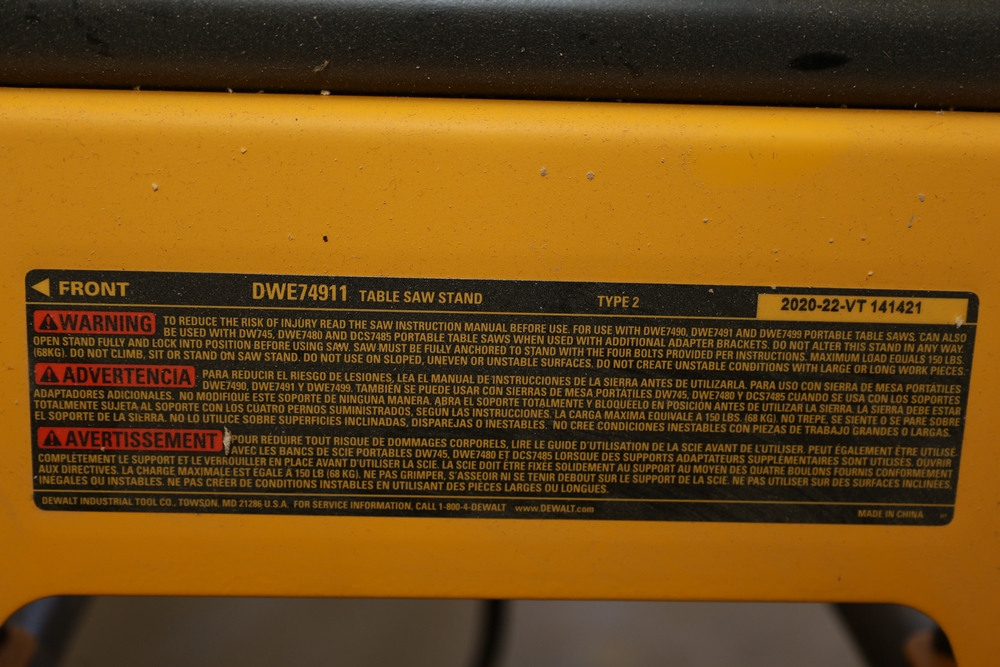 FRONT DWE74911 TABLE SAW STAND TYPE 2 2020-22-VT 141421
WARNING TO REDUCE THE RISK OF INJURY READ THE SAW INSTRUCTION MANUAL BEFORE USE. FOR USE WITH DWE7490, DWE7491 AND DWE7499 PORTABLE TABLE SAWS. CAN ALSO
BE USED WITH DW745, DWE7480 AND DCS7485 PORTABLE TABLE SAWS WHEN USED WITH ADDITIONAL ADAPTER BRACKETS. DO NOT ALTER THIS STAND IN ANY WAY.
OPEN STAND FULLY AND LOCK INTO POSITION BEFORE USING SAW. SAW MUST BE FULLY ANCHORED TO STAND WITH THE FOUR BOLTS PROVIDED PER INSTRUCTIONS. MAXIMUM LOAD EQUALS 150 LBS.
(68KG). DO NOT CLIMB, SIT OR STAND ON SAW STAND. DO NOT USE ON SLOPED, UNEVEN OR UNSTABLE SURFACES. DO NOT CREATE UNSTABLE CONDITIONS WITH LARGE OR LONG WORK PIECES.
ADVERTENCIA PARA REDUCIR EL RIESGO DE LESIONES, LEA EL MANUAL DE INSTRUCCIONES DE LA SIERRA ANTES DE UTILIZARLA. PARA USO CON SIERRA DE MESA PORTÁTILES
DWE7490, DWE7491 Y DWE7499. TAMBIEN SE PUEDE USAR CON SIERRAS DE MESA PORTÁTILES DW745, DWE7480 Y DCS7485 CUANDO SE USA CON LOS SOPORTES
ADAPTADORES ADICIONALES. NO MODIFIQUE ESTE SOPORTE DE NINGUNA MANERA. ABRA EL SOPORTE TOTALMENTE Y BLOQUÉELO EN POSICION ANTES DE UTILIZAR LA SIERRA. LA SIERRA DEBE ESTAR
TOTALMENTE SUJETA AL SOPORTE CON LOS CUATRO PERNOS SUMINISTRADOS, SEGÚN LAS INSTRUCCIONES. LA CARGA MAXIMA EQUIVALE A 150 LBS. (68 KG). NO TREPE, SE SIENTE O SE PARE SOBRE
EL SOPORTE DE LA SIERRA. NO LO UTILICE SOBRE SUPERFICIES INCLINADAS, DISPAREJAS O INESTABLES. NO CREE CONDICIONES INESTABLES CON PIEZAS DE TRABAJO GRANDES O LARGAS.
AVERTISSEMENT POUR RÉDUIRE TOUT RISQUE DE DOMMAGES CORPORELS, LIRE LE GUIDE D'UTILISATION DE LA SCIE AVANT DE L'UTILISER. PEUT ÉGALEMENT ÊTRE UTILISÉ
AVEC LES BANCS DE SCIE PORTABLES DW745, DWE7480 ET DCS7485 LORSQUE DES SUPPORTS ADAPTATEURS SUPPLÉMENTAIRES SONT UTILISÉS. OUVRIR
COMPLÈTEMENT LE SUPPORT ET LE VERROUILLER EN PLACE AVANT D'UTILISER LA SCIE. LA SCIE DOIT ÊTRE FIXÉE SOLIDEMENT AU SUPPORT AU MOYEN DES QUATRE BOULONS FOURNIS CONFORMÉMENT
AUX DIRECTIVES. LA CHARGE MAXIMALE EST ÉGALE À 150 LB (68 KG). NE PAS GRIMPER, S'ASSEOIR NI SE TENIR DEBOUT SUR LE SUPPORT DE LA SCIE. NE PAS UTILISER SUR DES SURFACES INCLINÉES,
INÉGALES OU INSTABLES. NE PAS CRÉER DE CONDITIONS INSTABLES EN UTILISANT DES PIÈCES LARGES OU LONGUES.
DEWALT INDUSTRIAL TOOL CO., TOWSON, MD 21286 U.S.A. FOR SERVICE INFORMATION, CALL 1-800-4-DEWALT www.DEWALT.com MADE IN CHINA